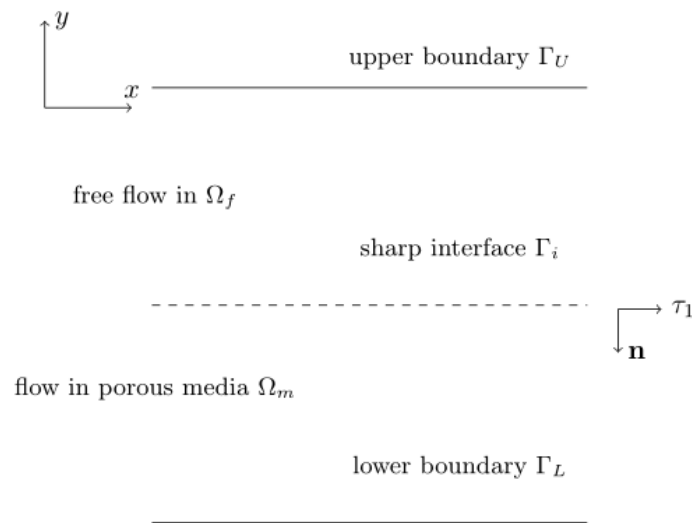 y
upper boundary Γ_U
x
free flow in Ω_f
sharp interface Γ_i
τ_1
n
flow in porous media Ω_m
lower boundary Γ_L